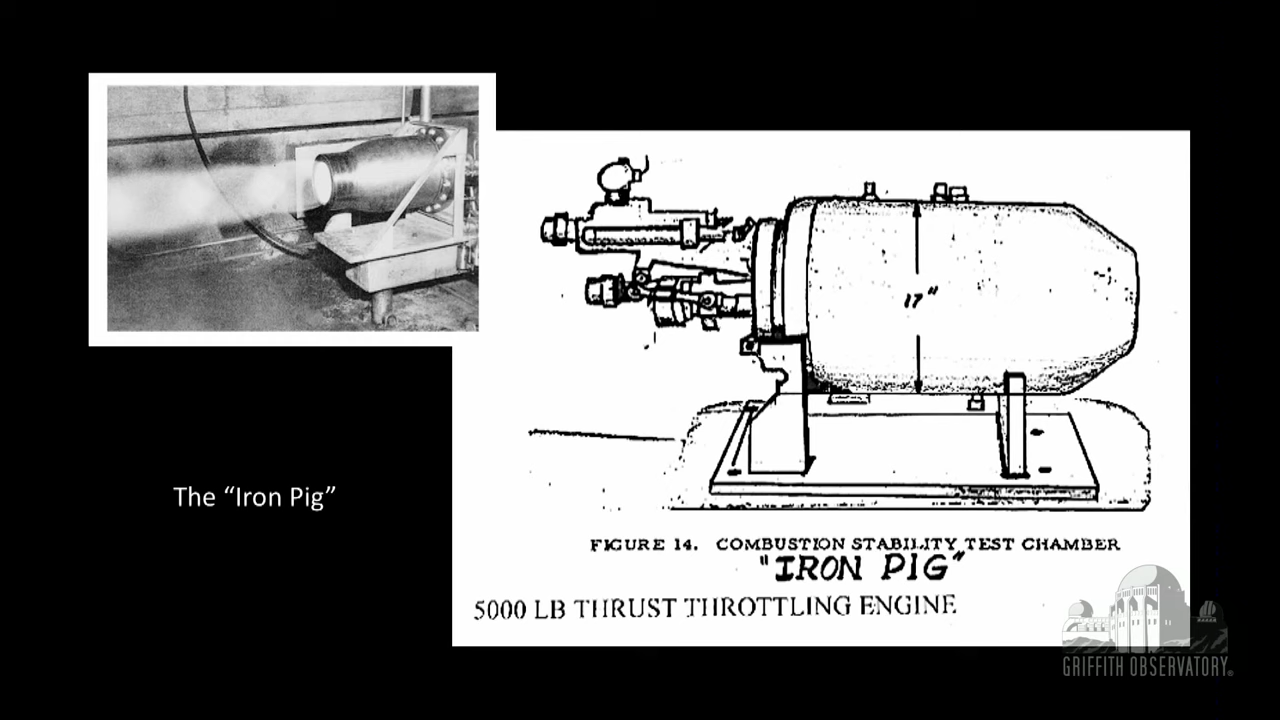 17"
The “Iron Pig”
FIGURE 14. COMBUSTION STABILITY TEST CHAMBER
"IRON PIG"
5000 LB THRUST THROTTLING ENGINE
GRIFFITH OBSERVATORY®